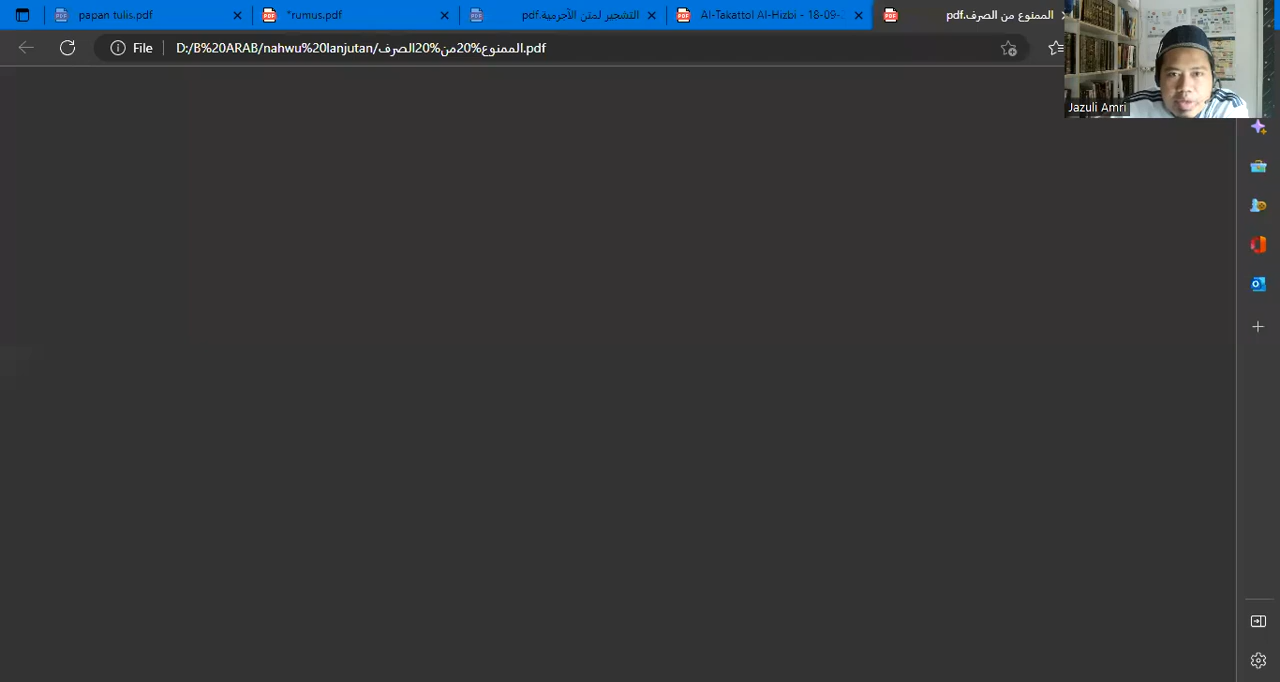 papan tulis.pdf
*rumus.pdf
التشجير لمتن الآجرمية.pdf
Al-Takattol Al-Hizbi - 18-09-
الممنوع من الصرف.pdf
File
D:/B%20ARAB/nahwu%20lanjutan/الممنوع%20من%20الصرف.pdf
Jazuli Amri